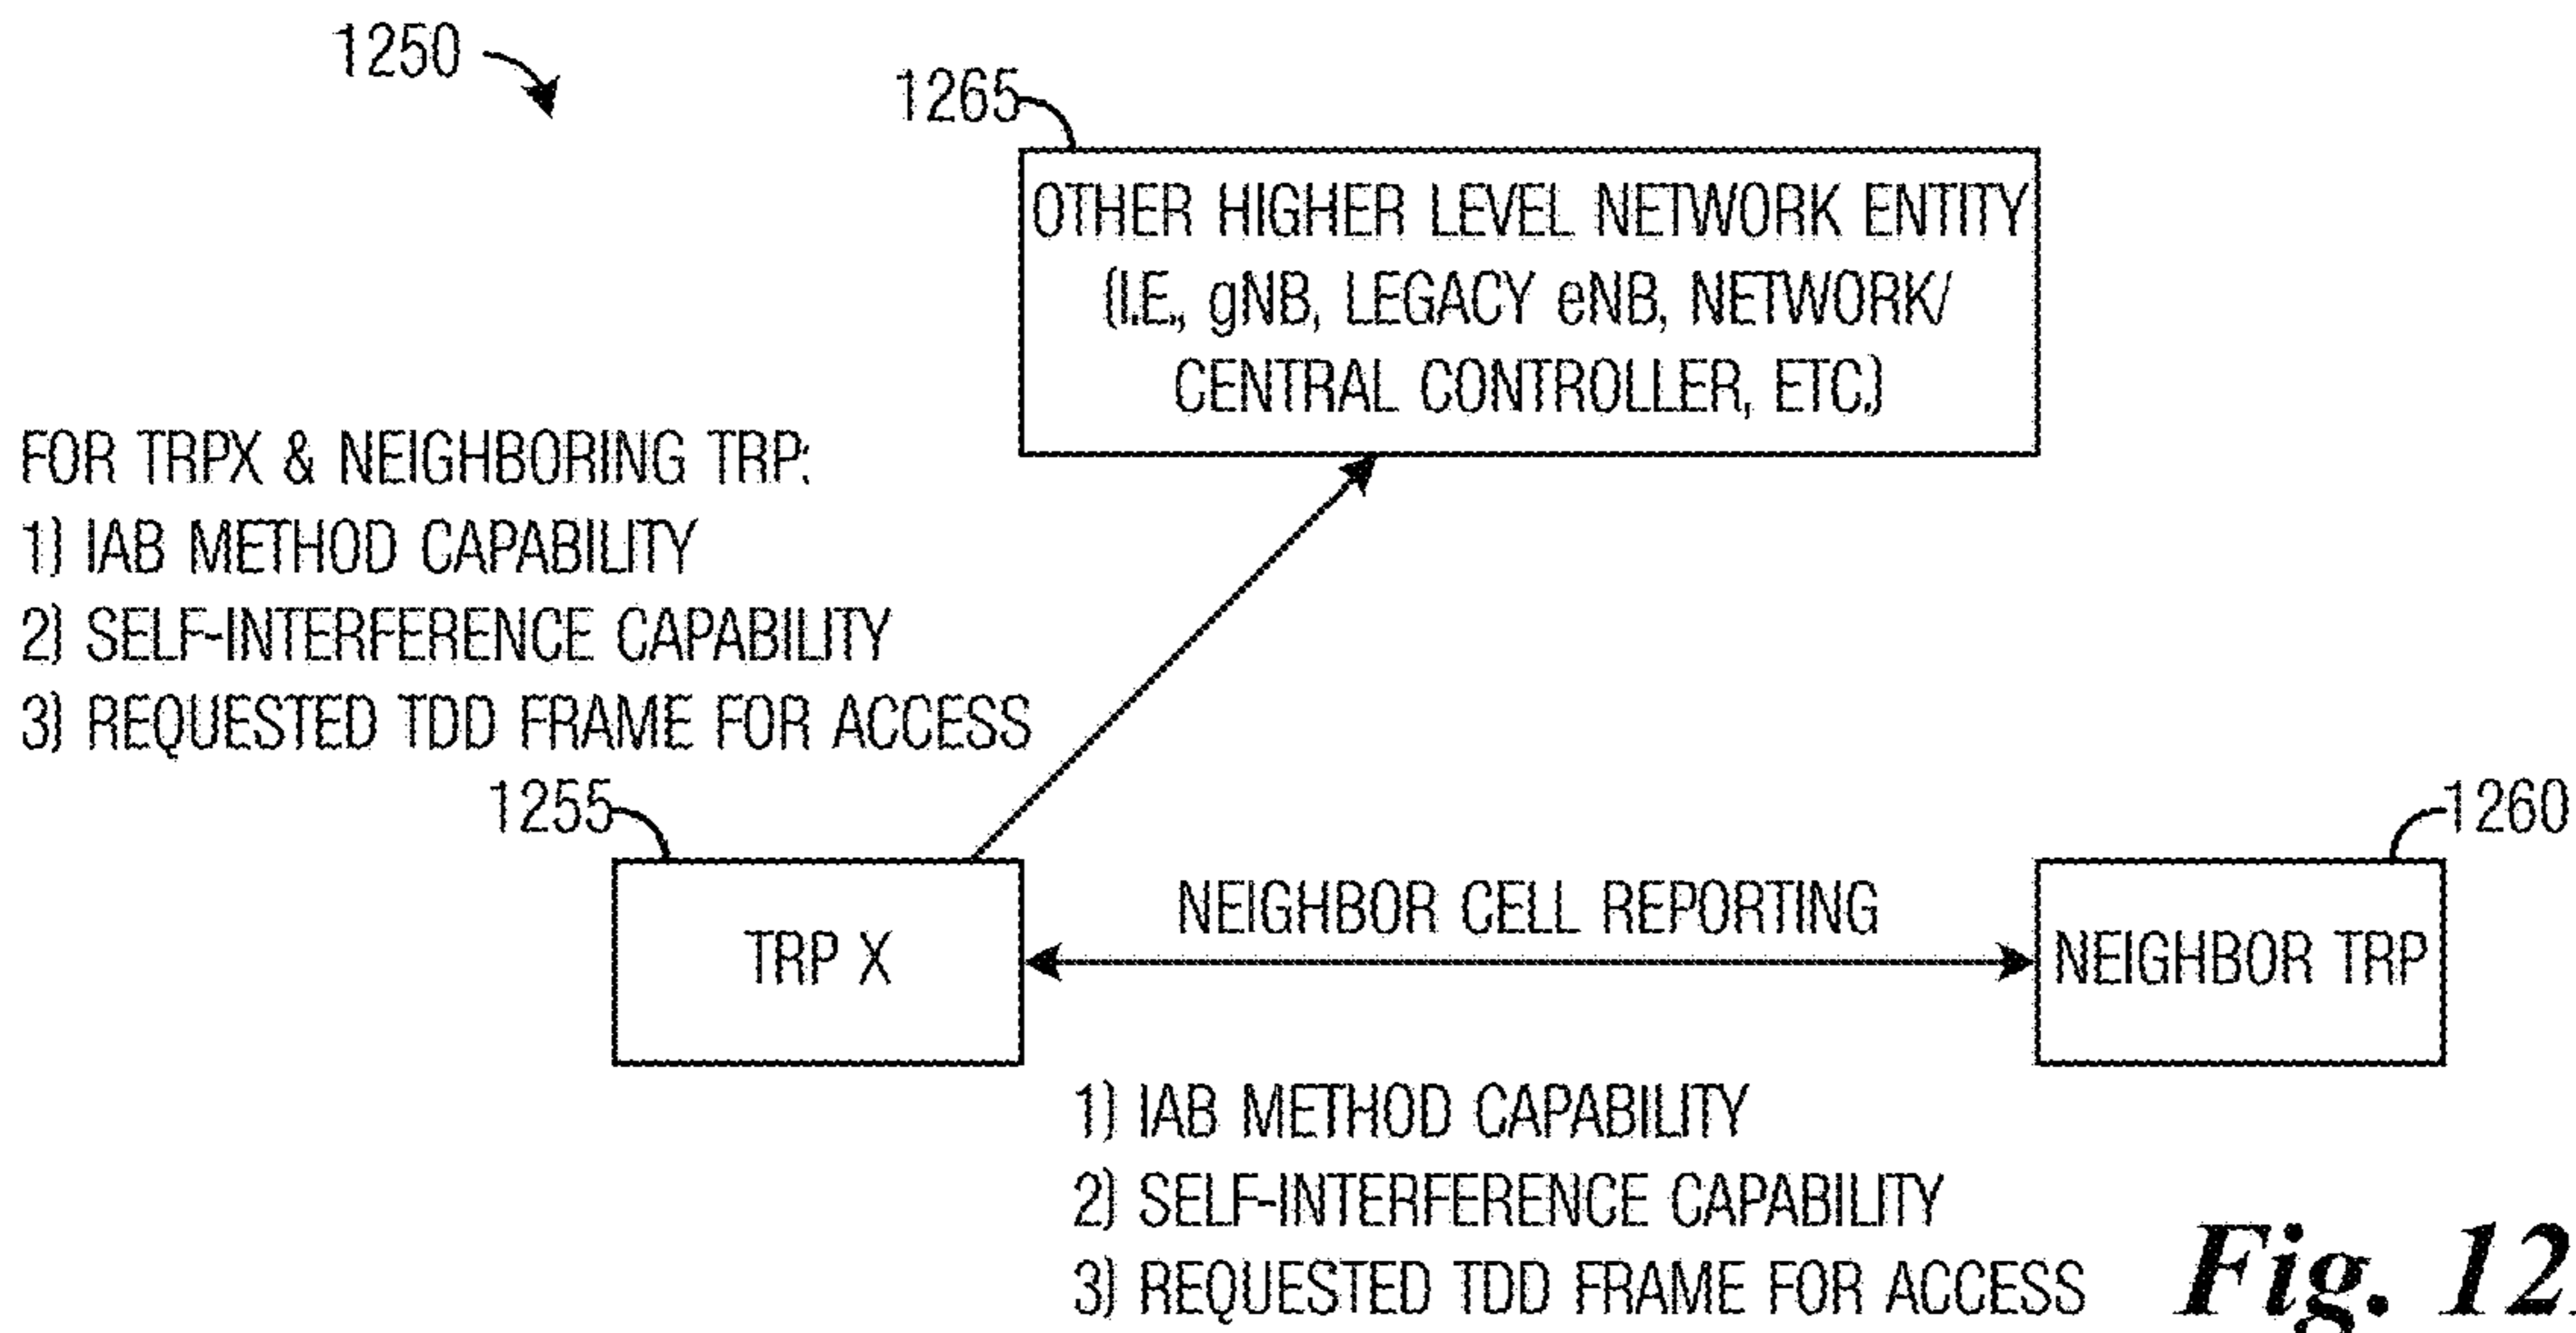 1250
1265
OTHER HIGHER LEVEL NETWORK ENTITY
(I.E., gNB, LEGACY eNB, NETWORK/
CENTRAL CONTROLLER, ETC.)
FOR TRPX & NEIGHBORING TRP:
1) IAB METHOD CAPABILITY
2) SELF-INTERFERENCE CAPABILITY
3) REQUESTED TDD FRAME FOR ACCESS
1255
1260
TRP X
NEIGHBOR CELL REPORTING
NEIGHBOR TRP
1) IAB METHOD CAPABILITY
2) SELF-INTERFERENCE CAPABILITY
3) REQUESTED TDD FRAME FOR ACCESS
Fig. 12